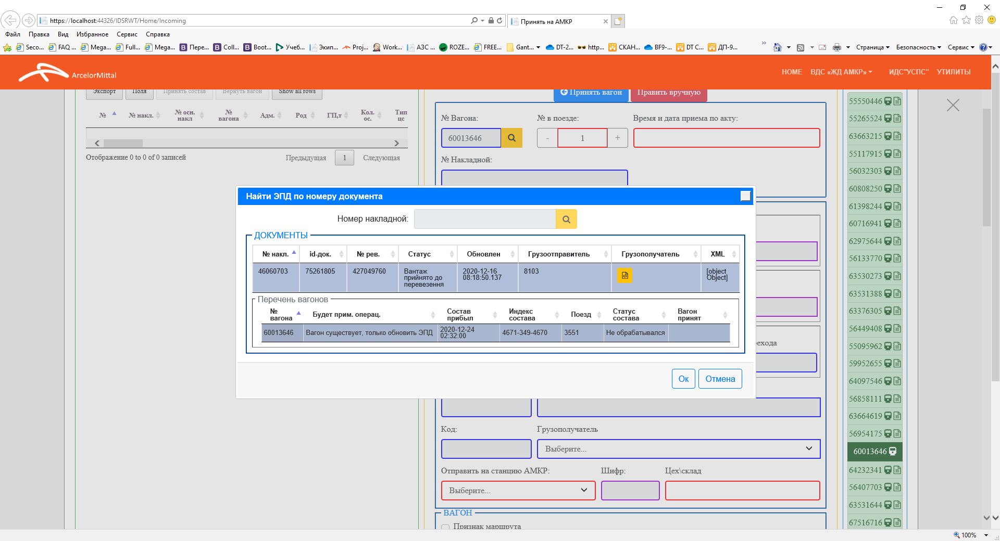 https://localhost:44326/IDSRWT/Home/Incoming
Принять на АМКР
Файл Правка Вид Избранное Сервис Справка
Seco... FAQ ... Mega... Full... Mega... Пере... Coll... Boot... Учеб... Экип... Proj... Work... АЗС ... ROZE... FREE... Gant... DT-2... http... СКАН... BF9-... DT C... ДП-9... Страница Безопасность Сервис
ArcelorMittal
HOME ВДС «ЖД АМКР» ИДС"УСПС" УТИЛИТЫ
Экспорт Поля Принять состав Вернуть вагон Show all rows
№ № накл. № осн. накл № вагона Адм. Род ГП,т Кол. ос. Тип цс
Отображение 0 to 0 of 0 записей
Предыдущая 1 Следующая
Принять вагон Править вручную
№ Вагона: № в поезде: Время и дата приема по акту:
60013646 - 1 +
№ Накладной:
Найти ЭПД по номеру документа
Номер накладной:
ДОКУМЕНТЫ
№ накл. id-док. № рев. Статус Обновлен Грузоотправитель Грузополучатель XML
46060703 75261805 427049760 Вантаж прийнято до перевезення 2020-12-16 08:18:50.137 8103 [object Object]
Перечень вагонов
№ вагона Будет прим. операц. Состав прибыл Индекс состава Поезд Статус состава Вагон принят
60013646 Вагон существует, только обновить ЭПД 2020-12-24 02:32:00 4671-349-4670 3551 Не обрабатывался
Ок Отмена
ехода
Код: Грузополучатель
Выберите...
Отправить на станцию АМКР: Шифр: Цех\склад
Выберите...
ВАГОН
Признак маршрута
55550446
55265524
63663215
55117915
56032303
60808250
61398244
60716941
62975644
56133770
63530273
63531388
63376305
56449408
55095962
59952655
64097546
56858111
63664619
56954175
60013646
64232341
56407703
63531644
67516716
100%